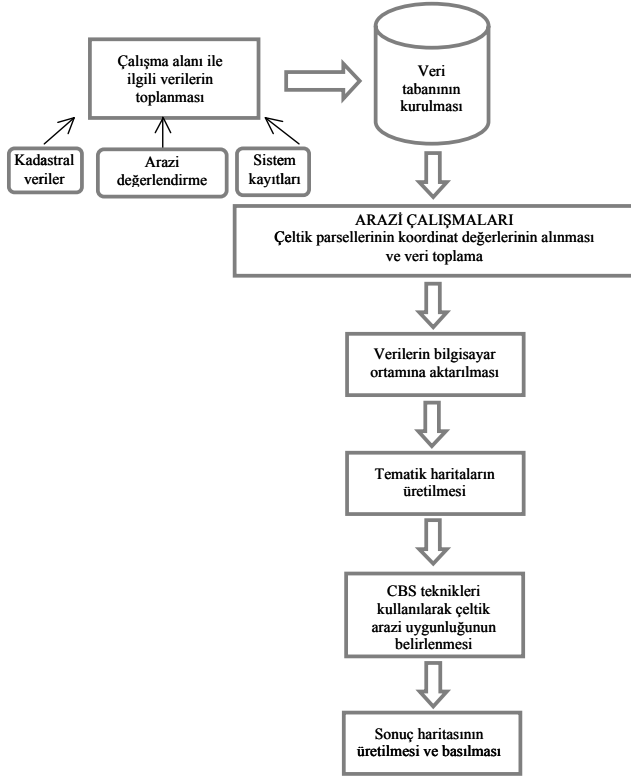 Çalışma alanı ile
ilgili verilerin
toplanması
Veri
tabanının
kurulması
Kadastral
veriler
Arazi
değerlendirme
Sistem
kayıtları
ARAZİ ÇALIŞMALARI
Çeltik parsellerinin koordinat değerlerinin alınması
ve veri toplama
Verilerin bilgisayar
ortamına aktarılması
Tematik haritaların
üretilmesi
CBS teknikleri
kullanılarak çeltik
arazi uygunluğunun
belirlenmesi
Sonuç haritasının
üretilmesi ve basılması